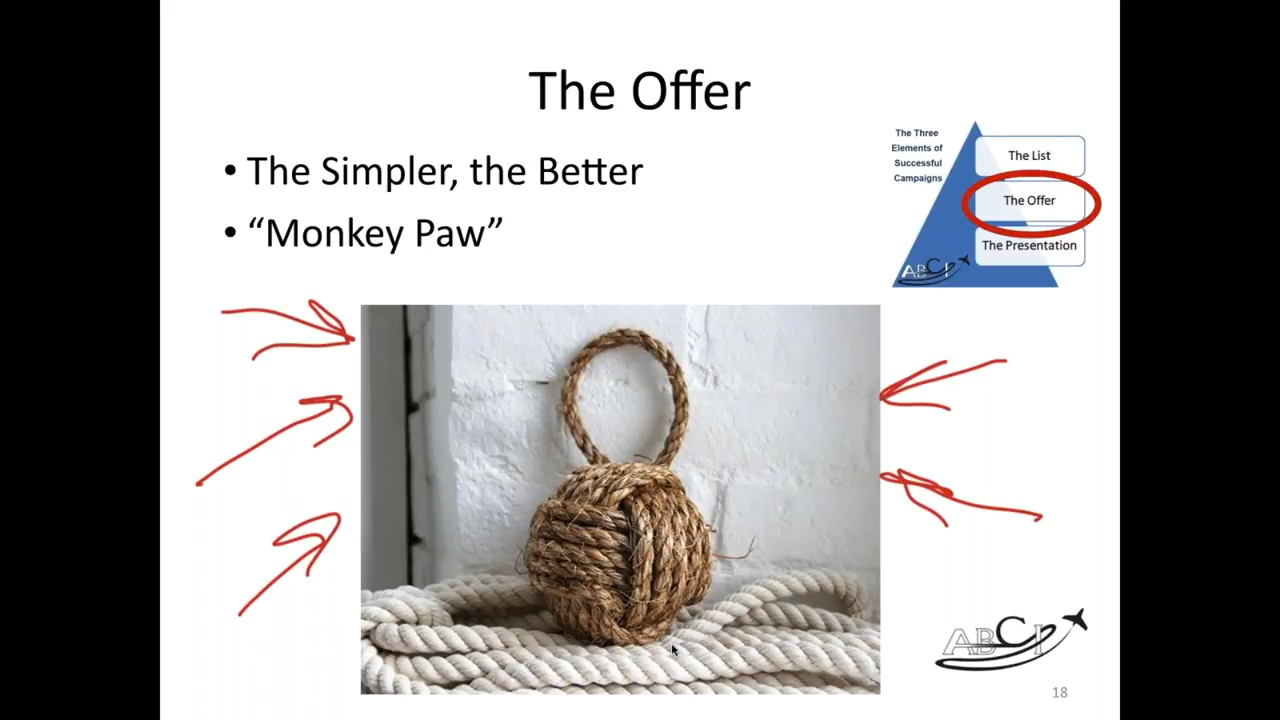 The Offer
• The Simpler, the Better
• “Monkey Paw”
The Three
Elements of
Successful
Campaigns
The List
The Offer
The Presentation
ABCI
ABCI
18